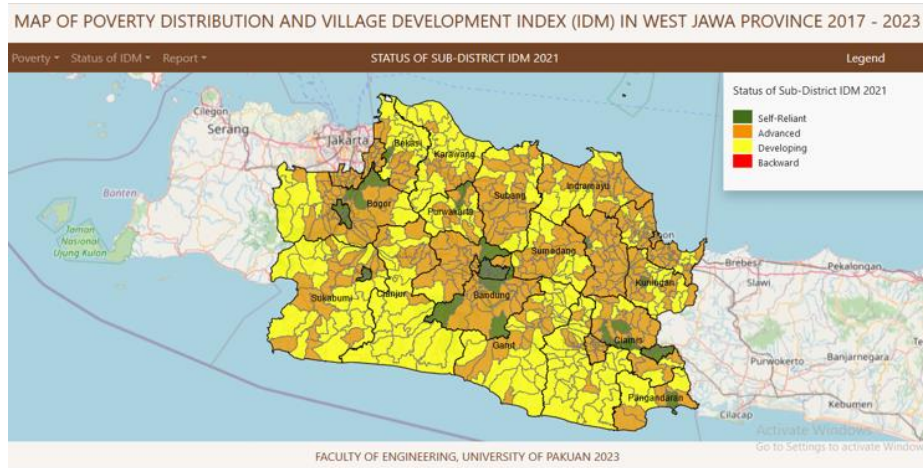 MAP OF POVERTY DISTRIBUTION AND VILLAGE DEVELOPMENT INDEX (IDM) IN WEST JAWA PROVINCE 2017 - 2023
Poverty Status of IDM Report STATUS OF SUB-DISTRICT IDM 2021 Legend
Status of Sub-District IDM 2021
Self-Reliant
Advanced
Developing
Backward
Cilegon
Serang
Jakarta
Bekasi
Karawang
Banten
Bogor
Subang
Indramayu
Purwakarta
Taman
Nasional
Ujung Kulon
Sumedang
Brebes
Pekalongan
Slawi
Sukabumi
Cianjur
Bandung
Kuningan
Garut
Ciamis
Purwokerto
Banjarnegara
Pangandaran
Cilacap
Kebumen
Activate Windows
Go to Settings to activate Windows
FACULTY OF ENGINEERING, UNIVERSITY OF PAKUAN 2023